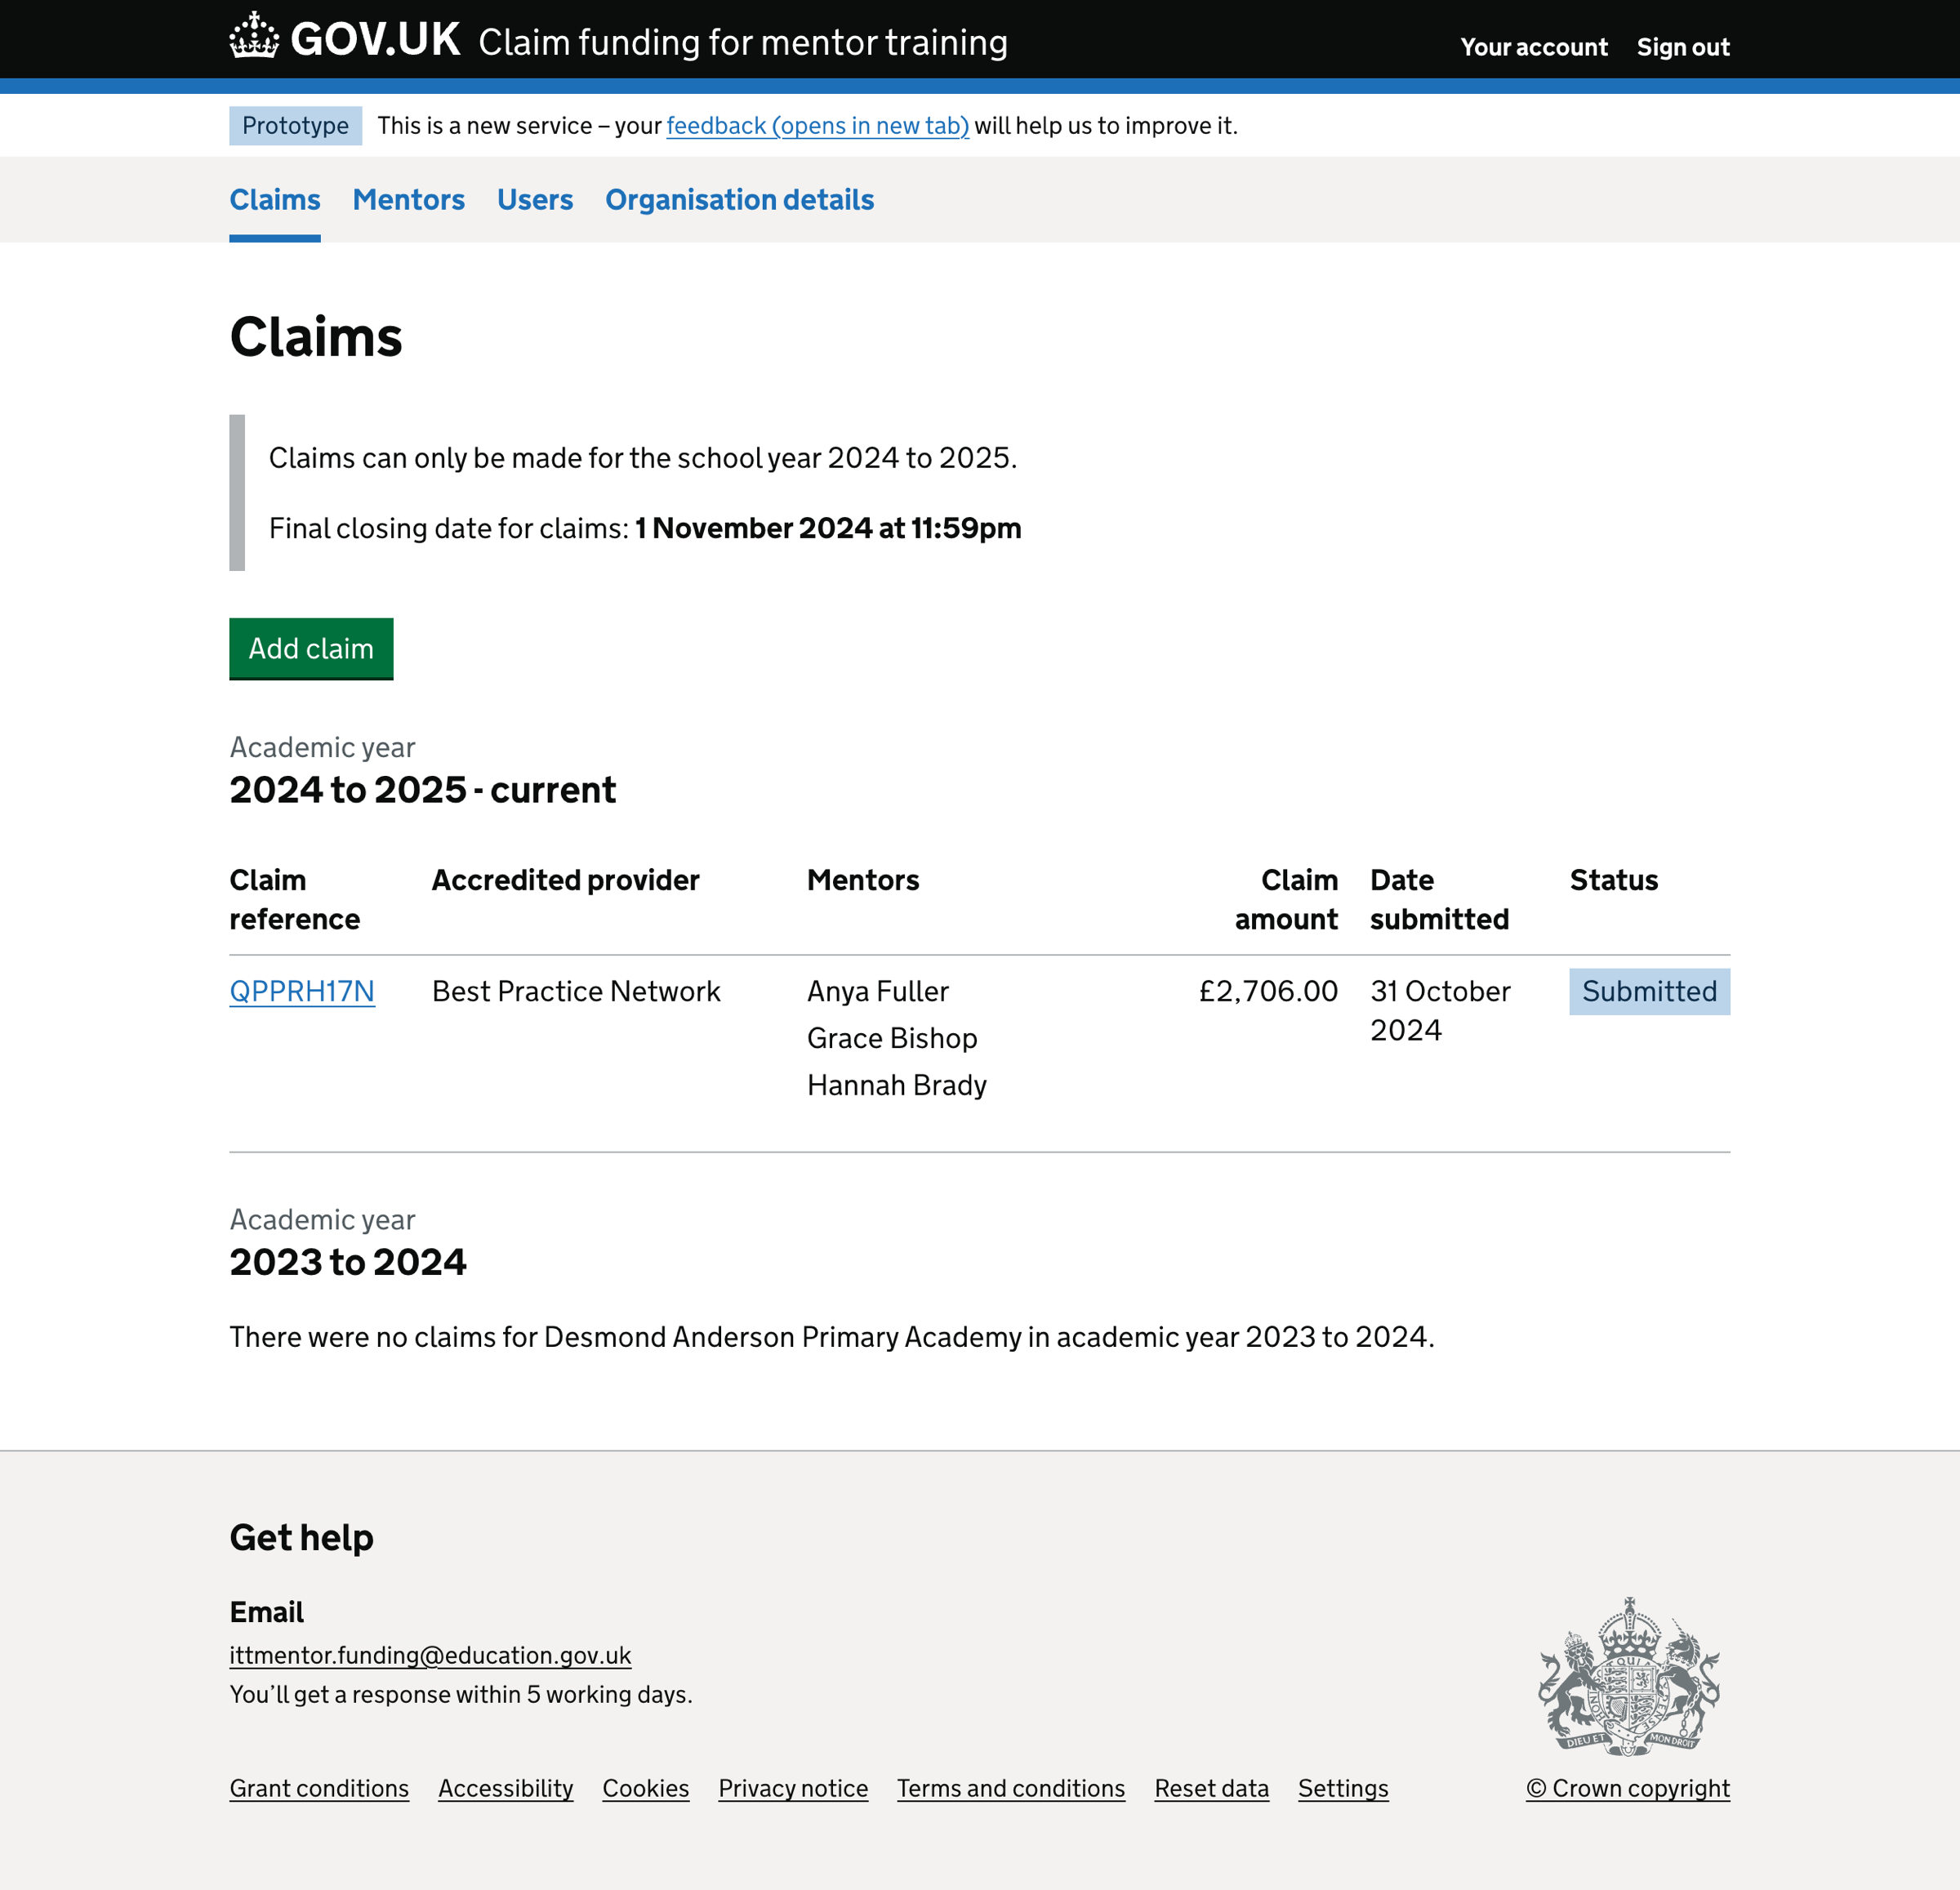 GOV.UK Claim funding for mentor training
Your account Sign out
Prototype This is a new service – your feedback (opens in new tab) will help us to improve it.
Claims Mentors Users Organisation details
Claims
Claims can only be made for the school year 2024 to 2025.
Final closing date for claims: 1 November 2024 at 11:59pm
Add claim
Academic year
2024 to 2025 - current
Claim reference Accredited provider Mentors Claim amount Date submitted Status
QPPRH17N Best Practice Network Anya Fuller £2,706.00 31 October 2024 Submitted
Grace Bishop
Hannah Brady
Academic year
2023 to 2024
There were no claims for Desmond Anderson Primary Academy in academic year 2023 to 2024.
Get help
Email
ittmentor.funding@education.gov.uk
You’ll get a response within 5 working days.
DIEU ET MON DROIT
Grant conditions Accessibility Cookies Privacy notice Terms and conditions Reset data Settings © Crown copyright